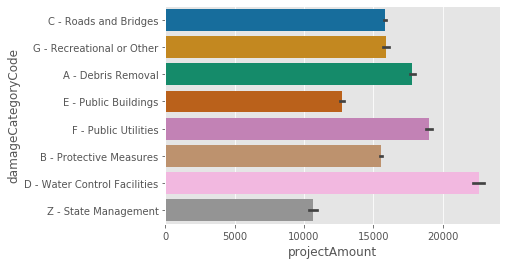 damageCategoryCode
C - Roads and Bridges
G - Recreational or Other
A - Debris Removal
E - Public Buildings
F - Public Utilities
B - Protective Measures
D - Water Control Facilities
Z - State Management
0 5000 10000 15000 20000
projectAmount